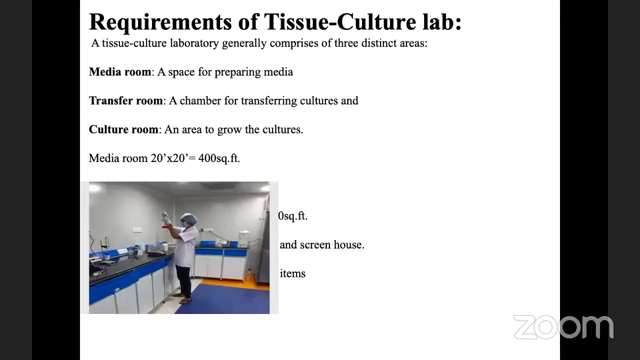 Requirements of Tissue-Culture lab:
A tissue-culture laboratory generally comprises of three distinct areas:
Media room: A space for preparing media
Transfer room: A chamber for transferring cultures and
Culture room: An area to grow the cultures.
Media room 20’x20’= 400sq.ft.
0sq.ft.
and screen house.
items
zoom